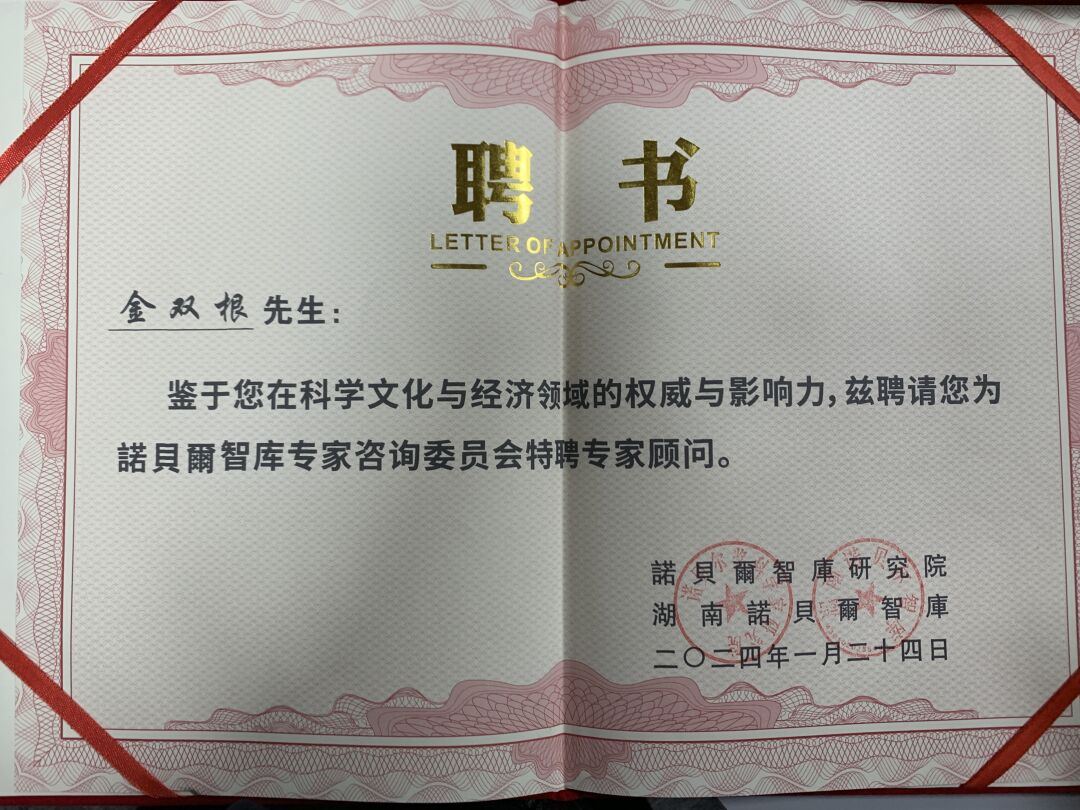 聘 书
LETTER OF APPOINTMENT
金双根 先生：
鉴于您在科学文化与经济领域的权威与影响力，兹聘请您为
諾貝爾智库专家咨询委员会特聘专家顾问。
諾貝爾智庫研究院
湖南諾貝爾智庫
二〇二四年一月二十四日